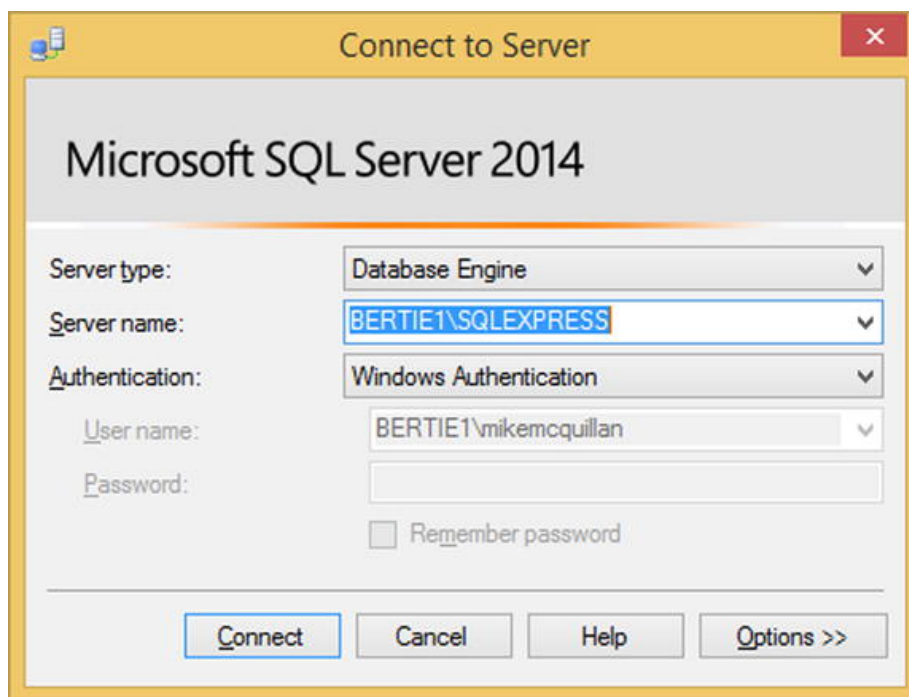 Connect to Server
Microsoft SQL Server 2014
Server type: Database Engine
Server name: BERTIE1\SQLEXPRESS
Authentication: Windows Authentication
User name: BERTIE1\mikemcquillan
Password:
Remember password
Connect Cancel Help Options >>